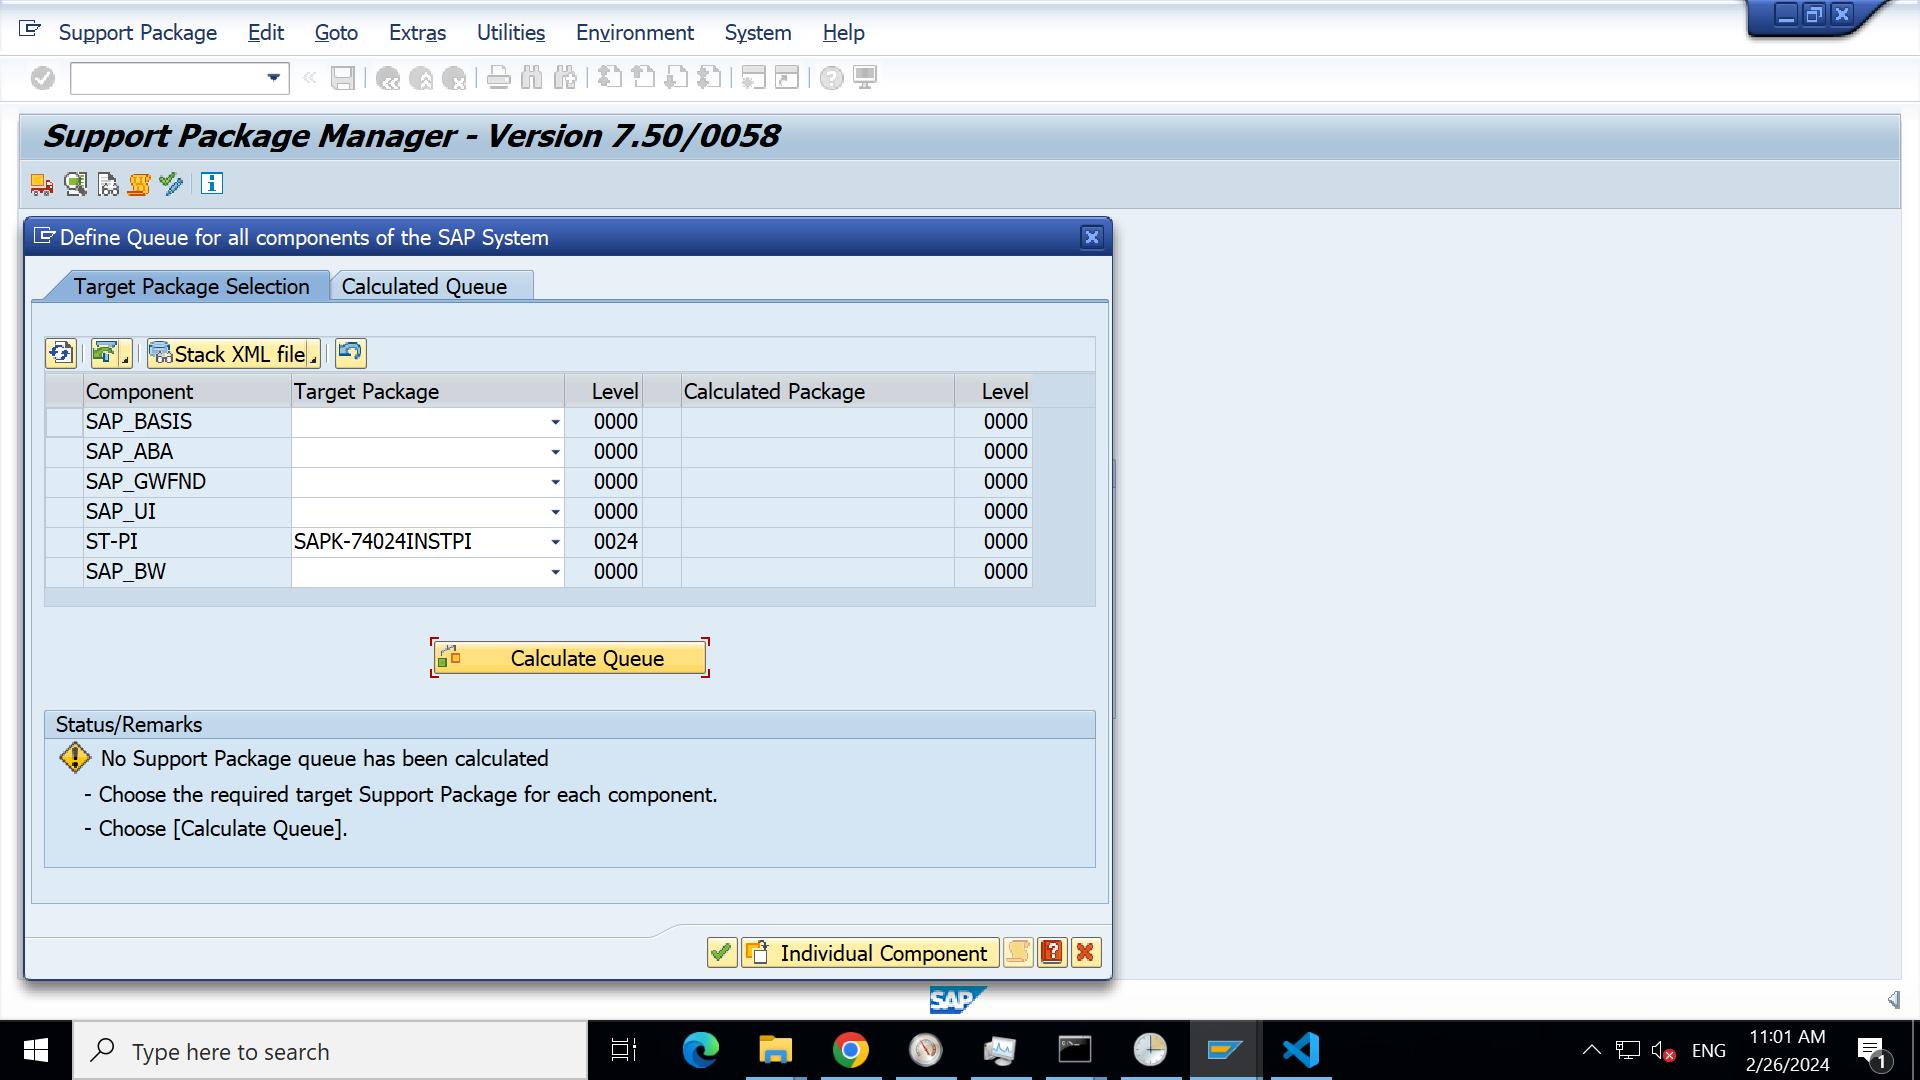 Support Package Edit Goto Extras Utilities Environment System Help
Support Package Manager - Version 7.50/0058
Define Queue for all components of the SAP System
Target Package Selection Calculated Queue
Stack XML file
Component Target Package Level Calculated Package Level
SAP_BASIS 0000 0000
SAP_ABA 0000 0000
SAP_GWFND 0000 0000
SAP_UI 0000 0000
ST-PI SAPK-74024INSTPI 0024 0000
SAP_BW 0000 0000
Calculate Queue
Status/Remarks
No Support Package queue has been calculated
- Choose the required target Support Package for each component.
- Choose [Calculate Queue].
Individual Component
SAP
Type here to search
ENG
11:01 AM
2/26/2024
1